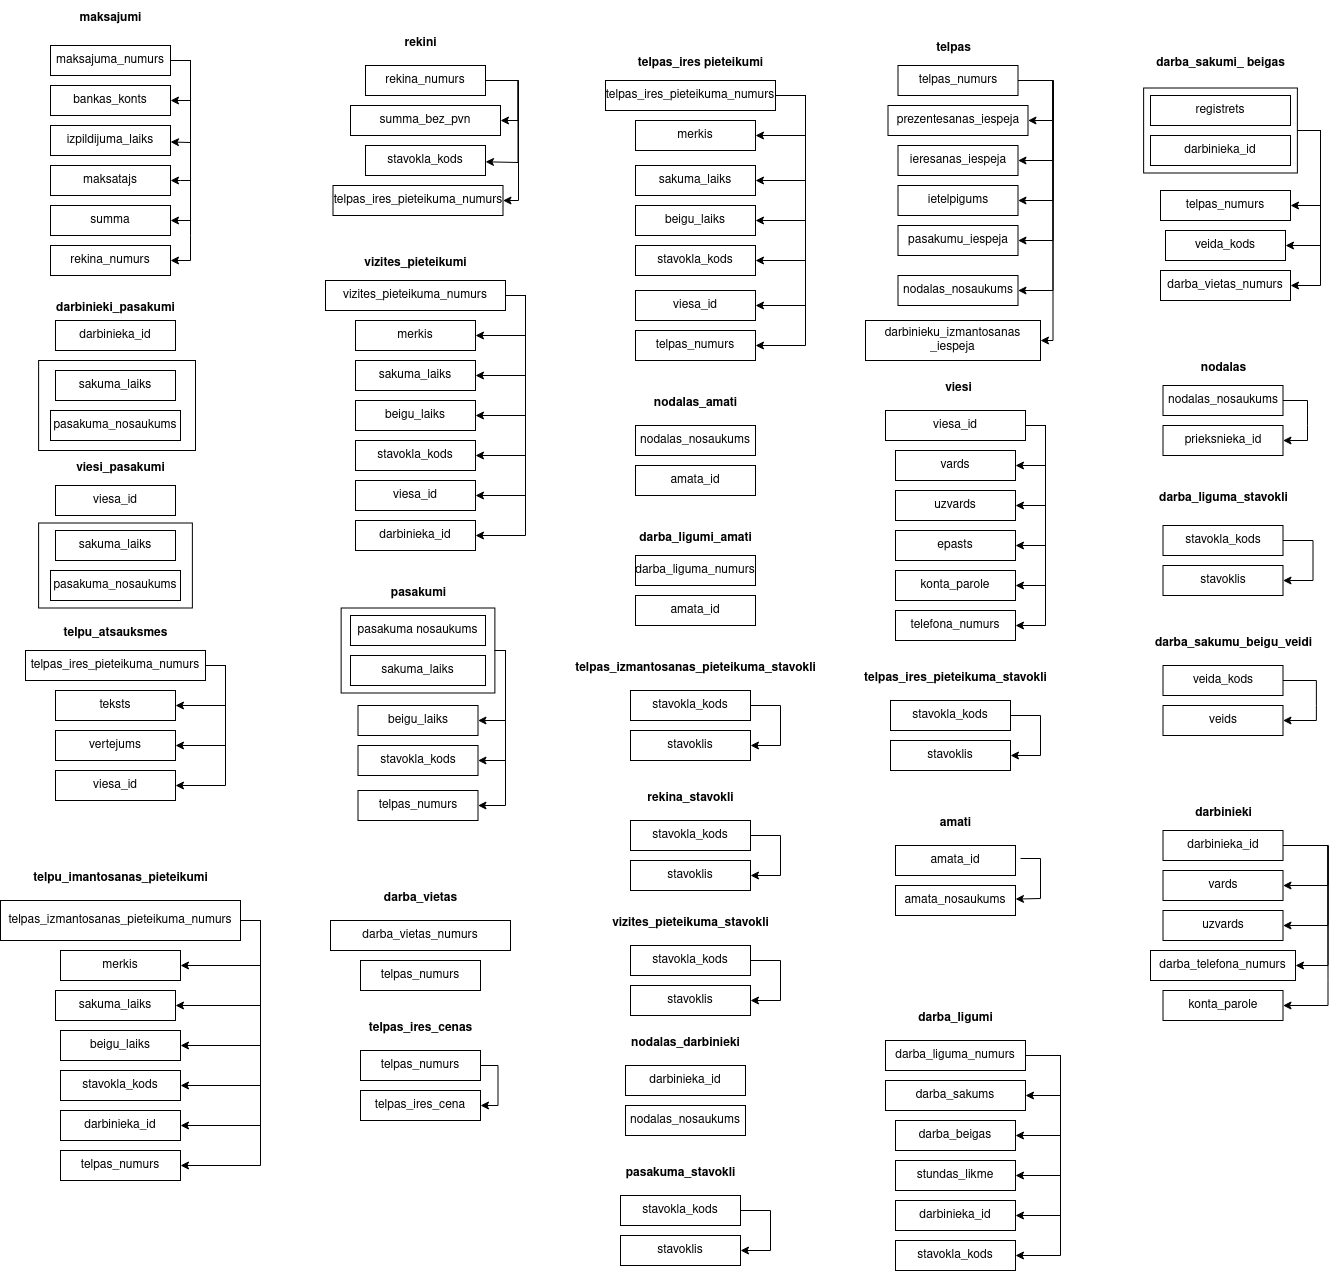 maksajumi
maksajuma_numurs
bankas_konts
izpildijuma_laiks
maksatajs
summa
rekina_numurs
darbinieki_pasakumi
darbinieka_id
sakuma_laiks
pasakuma_nosaukums
viesi_pasakumi
viesa_id
sakuma_laiks
pasakuma_nosaukums
telpu_atsauksmes
telpas_ires_pieteikuma_numurs
teksts
vertejums
viesa_id
telpu_imantosanas_pieteikumi
telpas_izmantosanas_pieteikuma_numurs
merkis
sakuma_laiks
beigu_laiks
stavokla_kods
darbinieka_id
telpas_numurs
rekini
rekina_numurs
summa_bez_pvn
stavokla_kods
telpas_ires_pieteikuma_numurs
vizites_pieteikumi
vizites_pieteikuma_numurs
merkis
sakuma_laiks
beigu_laiks
stavokla_kods
viesa_id
darbinieka_id
pasakumi
pasakuma nosaukums
sakuma_laiks
beigu_laiks
stavokla_kods
telpas_numurs
darba_vietas
darba_vietas_numurs
telpas_numurs
telpas_ires_cenas
telpas_numurs
telpas_ires_cena
telpas_ires pieteikumi
telpas_ires_pieteikuma_numurs
merkis
sakuma_laiks
beigu_laiks
stavokla_kods
viesa_id
telpas_numurs
nodalas_amati
nodalas_nosaukums
amata_id
darba_ligumi_amati
darba_liguma_numurs
amata_id
telpas_izmantosanas_pieteikuma_stavokli
stavokla_kods
stavoklis
rekina_stavokli
stavokla_kods
stavoklis
vizites_pieteikuma_stavokli
stavokla_kods
stavoklis
nodalas_darbinieki
darbinieka_id
nodalas_nosaukums
pasakuma_stavokli
stavokla_kods
stavoklis
telpas
telpas_numurs
prezentesanas_iespeja
ieresanas_iespeja
ietelpigums
pasakumu_iespeja
nodalas_nosaukums
darbinieku_izmantosanas
_iespeja
viesi
viesa_id
vards
uzvards
epasts
konta_parole
telefona_numurs
telpas_ires_pieteikuma_stavokli
stavokla_kods
stavoklis
amati
amata_id
amata_nosaukums
darba_ligumi
darba_liguma_numurs
darba_sakums
darba_beigas
stundas_likme
darbinieka_id
stavokla_kods
darba_sakumi_ beigas
registrets
darbinieka_id
telpas_numurs
veida_kods
darba_vietas_numurs
nodalas
nodalas_nosaukums
prieksnieka_id
darba_liguma_stavokli
stavokla_kods
stavoklis
darba_sakumu_beigu_veidi
veida_kods
veids
darbinieki
darbinieka_id
vards
uzvards
darba_telefona_numurs
konta_parole